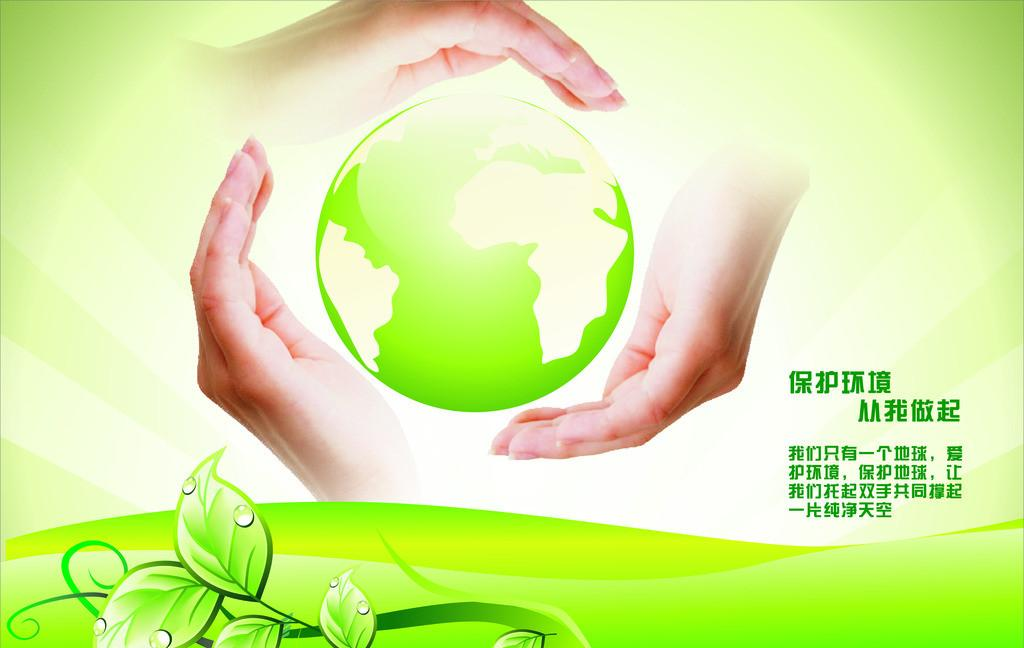 保护环境
从我做起
我们只有一个地球，爱
护环境，保护地球，让
我们托起双手共同撑起
一片纯净天空